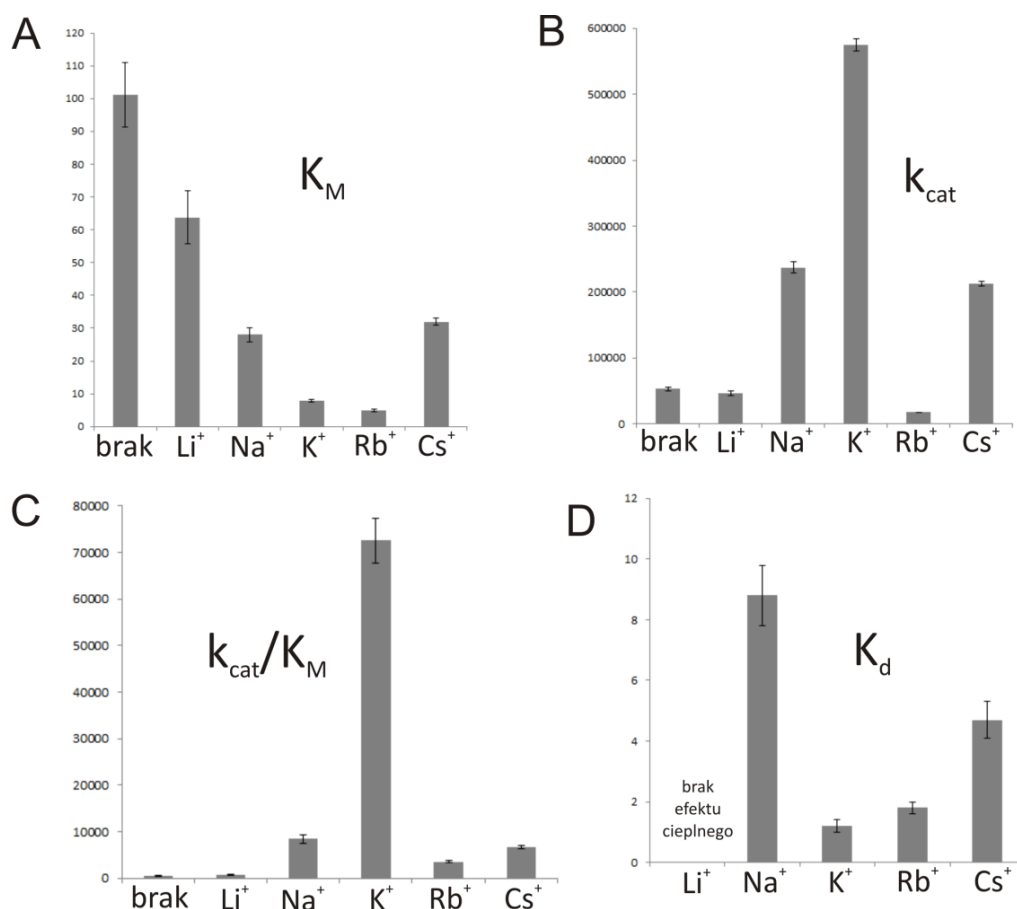 A
120
110
100
90
80
70
60
50
40
30
20
10
0
K_M
brak Li⁺ Na⁺ K⁺ Rb⁺ Cs⁺
B
600000
500000
400000
300000
200000
100000
0
k_cat
brak Li⁺ Na⁺ K⁺ Rb⁺ Cs⁺
C
80000
70000
60000
50000
40000
30000
20000
10000
0
k_cat/K_M
brak Li⁺ Na⁺ K⁺ Rb⁺ Cs⁺
D
12
10
8
6
4
2
0
K_d
brak
efektu
cieplnego
Li⁺ Na⁺ K⁺ Rb⁺ Cs⁺